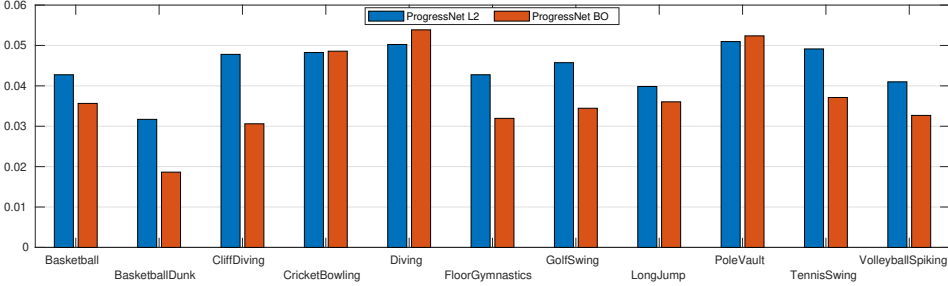 0.06
ProgressNet L2 ProgressNet BO
0.05
0.04
0.03
0.02
0.01
0
Basketball CliffDiving Diving GolfSwing PoleVault VolleyballSpiking
BasketballDunk CricketBowling FloorGymnastics LongJump TennisSwing